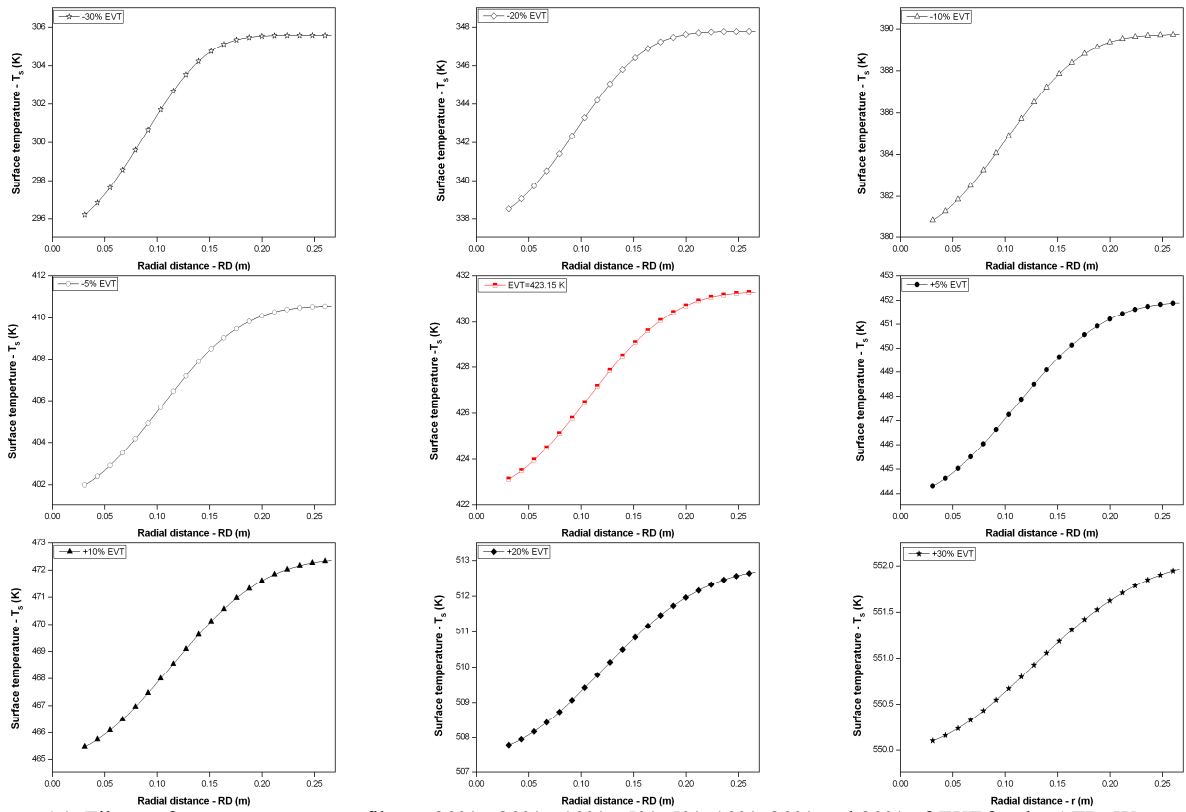 -30% EVT
306
304
302
300
298
296
Surface temperature - Ts (K)
0.00 0.05 0.10 0.15 0.20 0.25
Radial distance - RD (m)
-20% EVT
348
346
344
342
340
338
Surface temperature - Ts (K)
0.00 0.05 0.10 0.15 0.20 0.25
Radial distance - RD (m)
-10% EVT
390
388
386
384
382
380
Surface temperature - Ts (K)
0.00 0.05 0.10 0.15 0.20 0.25
Radial distance - RD (m)
-5% EVT
412
410
408
406
404
402
Surface temperture - Ts (K)
0.00 0.05 0.10 0.15 0.20 0.25
Radial distance - RD (m)
EVT=423.15 K
432
430
428
426
424
422
Surface temperature -Ts (K)
0.00 0.05 0.10 0.15 0.20 0.25
Radial distance - RD (m)
+5% EVT
453
452
451
450
449
448
447
446
445
444
Surface temperature - Ts (K)
0.00 0.05 0.10 0.15 0.20 0.25
Radial distance - RD (m)
+10% EVT
473
472
471
470
469
468
467
466
465
Surface temperature - Ts (K)
0.00 0.05 0.10 0.15 0.20 0.25
Radial distance - RD (m)
+20% EVT
513
512
511
510
509
508
507
Surface temperature - Ts (K)
0.00 0.05 0.10 0.15 0.20 0.25
Radial distance - RD (m)
+30% EVT
552.0
551.5
551.0
550.5
550.0
Surface temperature - Ts (K)
0.00 0.05 0.10 0.15 0.20 0.25
Radial distance - r (m)